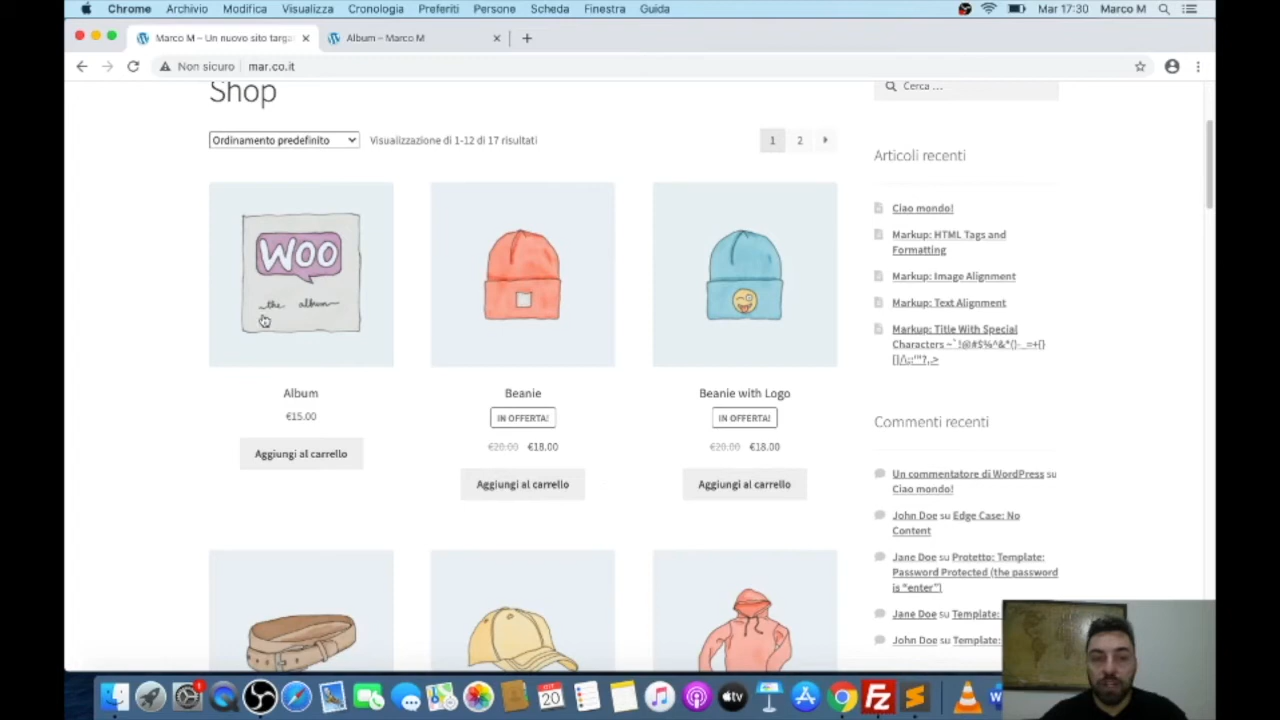 Chrome Archivio Modifica Visualizza Cronologia Preferiti Persone Scheda Finestra Guida Mar 17:30 Marco M
Marco M – Un nuovo sito targa
Album – Marco M
Non sicuro mar.co.it
Shop
Cerca …
Ordinamento predefinito
Visualizzazione di 1-12 di 17 risultati
1 2
WOO
the album
Album
€15.00
Aggiungi al carrello
Beanie
IN OFFERTA!
€20.00 €18.00
Aggiungi al carrello
Beanie with Logo
IN OFFERTA!
€20.00 €18.00
Aggiungi al carrello
Articoli recenti
Ciao mondo!
Markup: HTML Tags and
Formatting
Markup: Image Alignment
Markup: Text Alignment
Markup: Title With Special
Characters ~`!@#$%^&*()-_=+{}
[]/\;:'"?,.>
Commenti recenti
Un commentatore di WordPress su
Ciao mondo!
John Doe su Edge Case: No
Content
Jane Doe su Protetto: Template:
Password Protected (the password
is “enter”)
Jane Doe su Template:
John Doe su Template:
1
OTT
20
tv
Fz
W